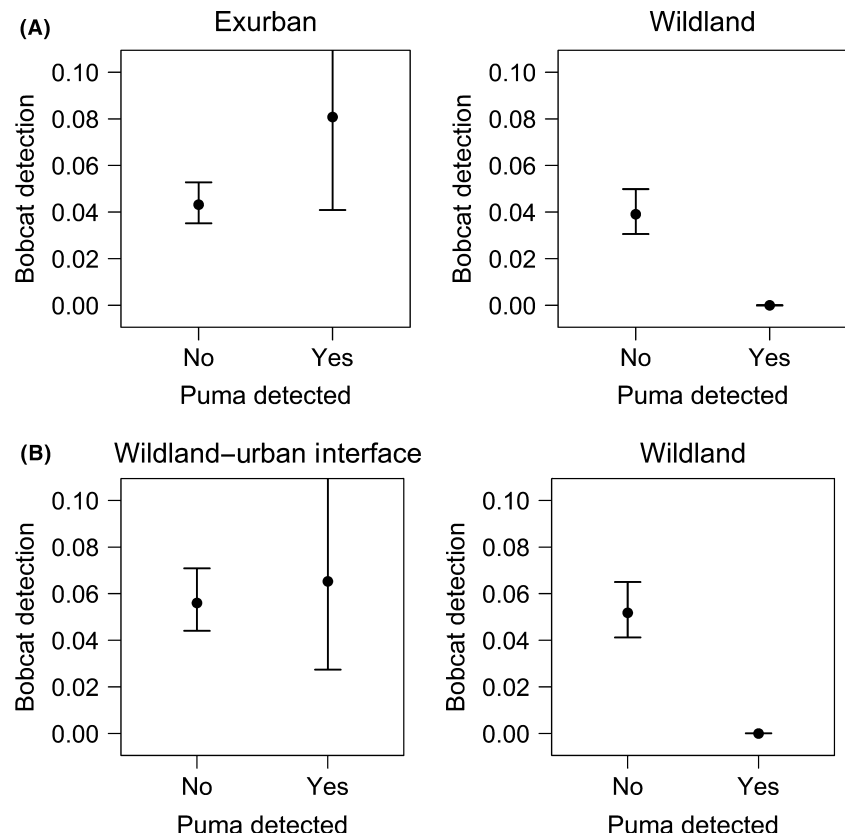 (A)
Exurban
Wildland
Bobcat detection
0.10
0.08
0.06
0.04
0.02
0.00
No
Yes
Puma detected
Bobcat detection
0.10
0.08
0.06
0.04
0.02
0.00
No
Yes
Puma detected
(B)
Wildland–urban interface
Wildland
Bobcat detection
0.10
0.08
0.06
0.04
0.02
0.00
No
Yes
Puma detected
Bobcat detection
0.10
0.08
0.06
0.04
0.02
0.00
No
Yes
Puma detected